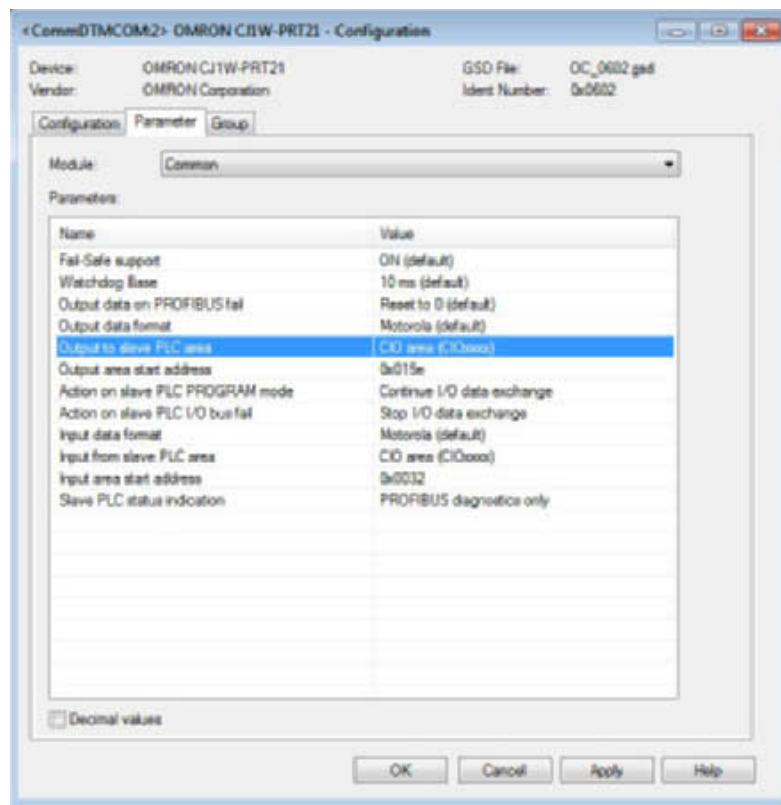 <CommDTMCOM:2> OMRON CJ1W-PRT21 - Configuration
Device: OMRON CJ1W-PRT21 GSD File: OC_0602.gsd
Vendor: OMRON Corporation Ident Number: 0x0602
Configuration Parameter Group
Module: Common
Parameters:
Name Value
Fail-Safe support ON (default)
Watchdog Base 10 ms (default)
Output data on PROFIBUS fail Reset to 0 (default)
Output data format Motorola (default)
Output to slave PLC area CIO area (CIOxxxx)
Output area start address 0x015e
Action on slave PLC PROGRAM mode Continue I/O data exchange
Action on slave PLC I/O bus fail Stop I/O data exchange
Input data format Motorola (default)
Input from slave PLC area CIO area (CIOxxxx)
Input area start address 0x0032
Slave PLC status indication PROFIBUS diagnostics only
Decimal values
OK Cancel Apply Help